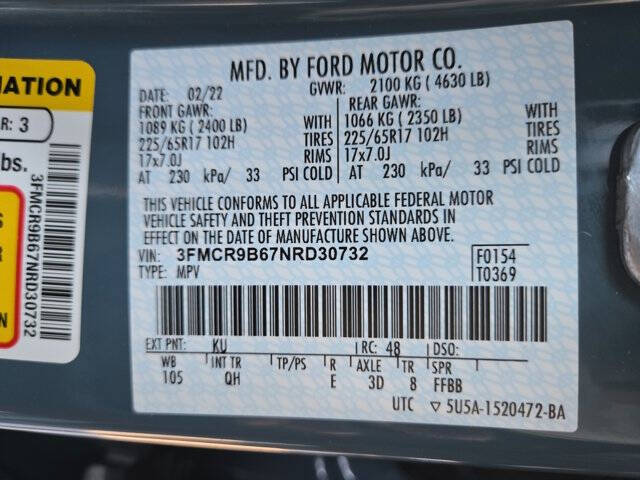 MFD. BY FORD MOTOR CO.
DATE: 02/22 GVWR: 2100 KG ( 4630 LB)
FRONT GAWR: REAR GAWR:
1089 KG ( 2400 LB) WITH 1066 KG ( 2350 LB) WITH
225/65R17 102H TIRES 225/65R17 102H TIRES
17x7.0J RIMS 17x7.0J RIMS
AT 230 kPa/ 33 PSI COLD AT 230 kPa/ 33 PSI COLD
THIS VEHICLE CONFORMS TO ALL APPLICABLE FEDERAL MOTOR
VEHICLE SAFETY AND THEFT PREVENTION STANDARDS IN
EFFECT ON THE DATE OF MANUFACTURE SHOWN ABOVE.
VIN: 3FMCR9B67NRD30732 F0154
TYPE: MPV T0369
EXT PNT: KU RC: 48 DSO:
WB INT TR TP/PS R AXLE TR SPR
105 QH E 3D 8 FFBB
UTC ▽ 5U5A-1520472-BA
MATION
R: 3
bs.
3FMCR9B67NRD30732
S
R
N